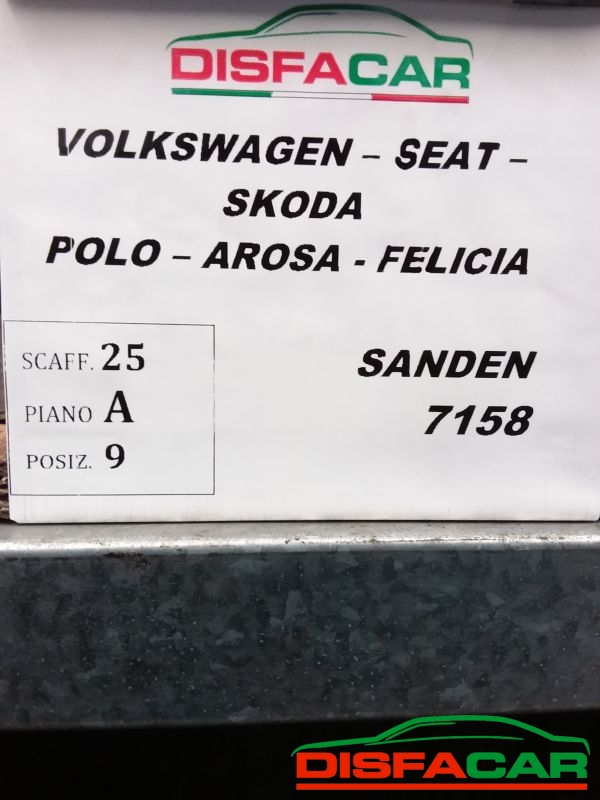 DISFACAR
VOLKSWAGEN – SEAT –
SKODA
POLO – AROSA - FELICIA
SCAFF. 25
PIANO A
POSIZ. 9
SANDEN
7158
DISFACAR